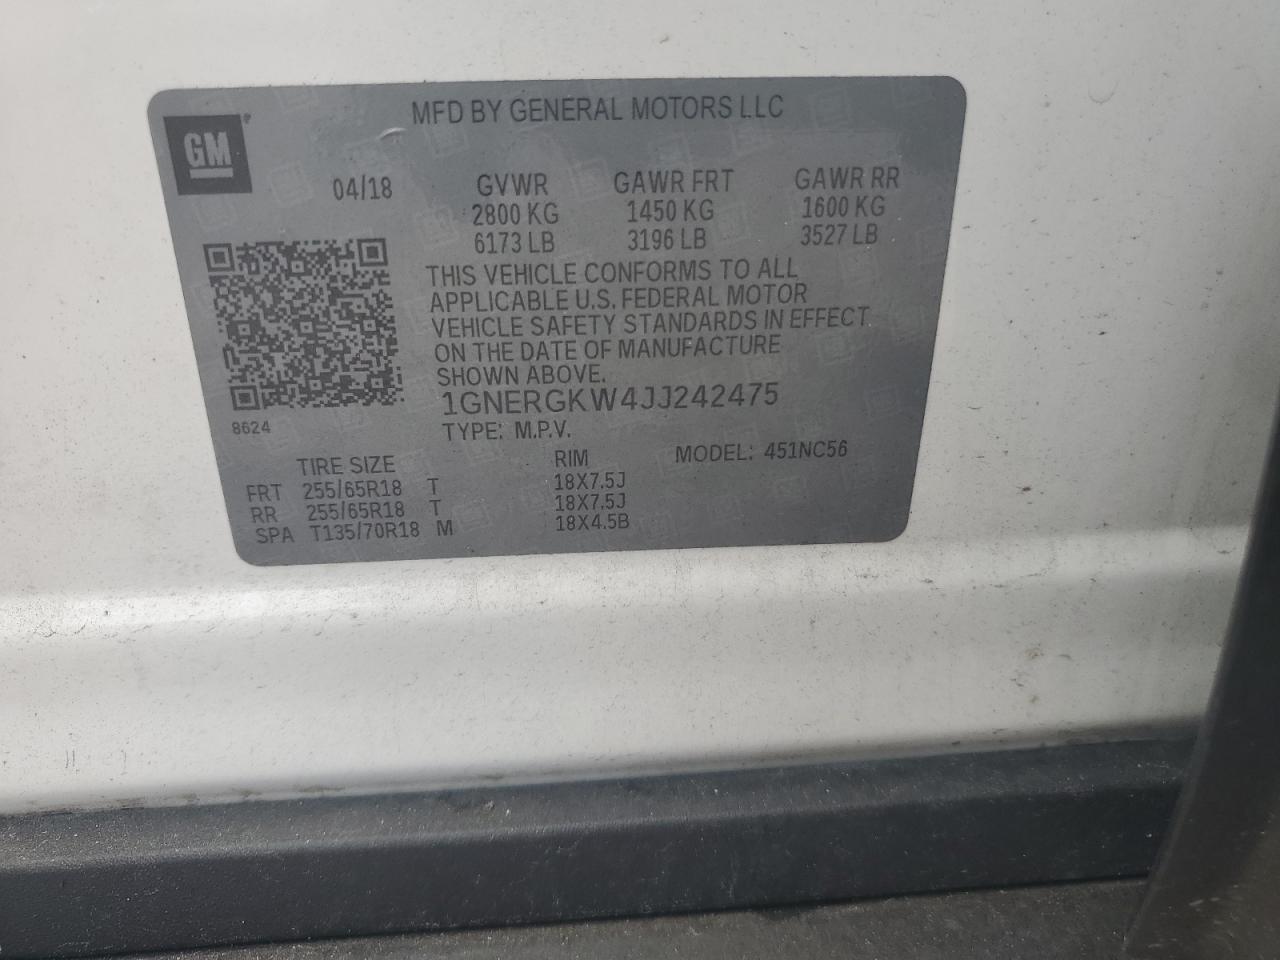 MFD BY GENERAL MOTORS LLC
GM
04/18 GVWR GAWR FRT GAWR RR
2800 KG 1450 KG 1600 KG
6173 LB 3196 LB 3527 LB
THIS VEHICLE CONFORMS TO ALL
APPLICABLE U.S. FEDERAL MOTOR
VEHICLE SAFETY STANDARDS IN EFFECT
ON THE DATE OF MANUFACTURE
SHOWN ABOVE.
1GNERGKW4JJ242475
8624
TYPE: M.P.V.
TIRE SIZE RIM MODEL: 451NC56
FRT 255/65R18 T 18X7.5J
RR 255/65R18 T 18X7.5J
SPA T135/70R18 M 18X4.5B